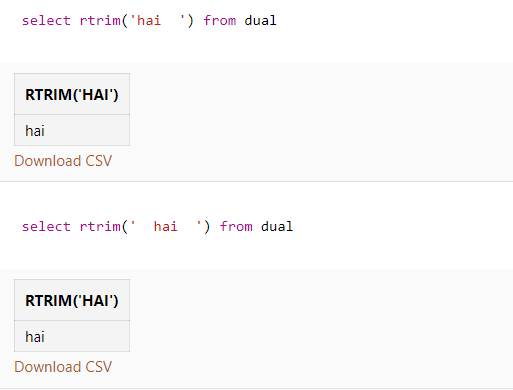 select rtrim('hai  ') from dual
RTRIM('HAI')
hai
Download CSV
select rtrim('  hai  ') from dual
RTRIM('HAI')
hai
Download CSV